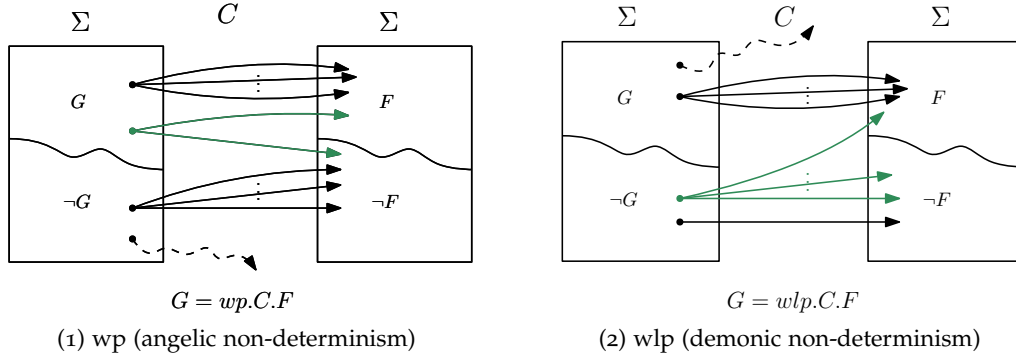 Σ C Σ
G F
¬G ¬F
G = wp.C.F
(1) wp (angelic non-determinism)
Σ C Σ
G F
¬G ¬F
G = wlp.C.F
(2) wlp (demonic non-determinism)